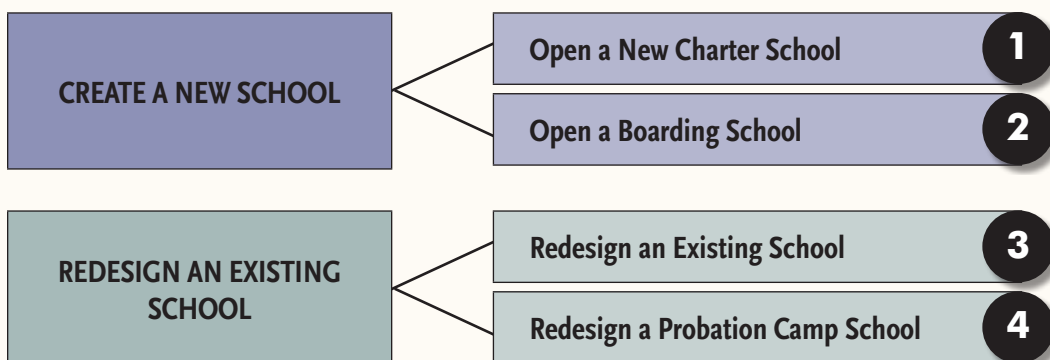 CREATE A NEW SCHOOL
Open a New Charter School
1
Open a Boarding School
2
REDESIGN AN EXISTING
SCHOOL
Redesign an Existing School
3
Redesign a Probation Camp School
4